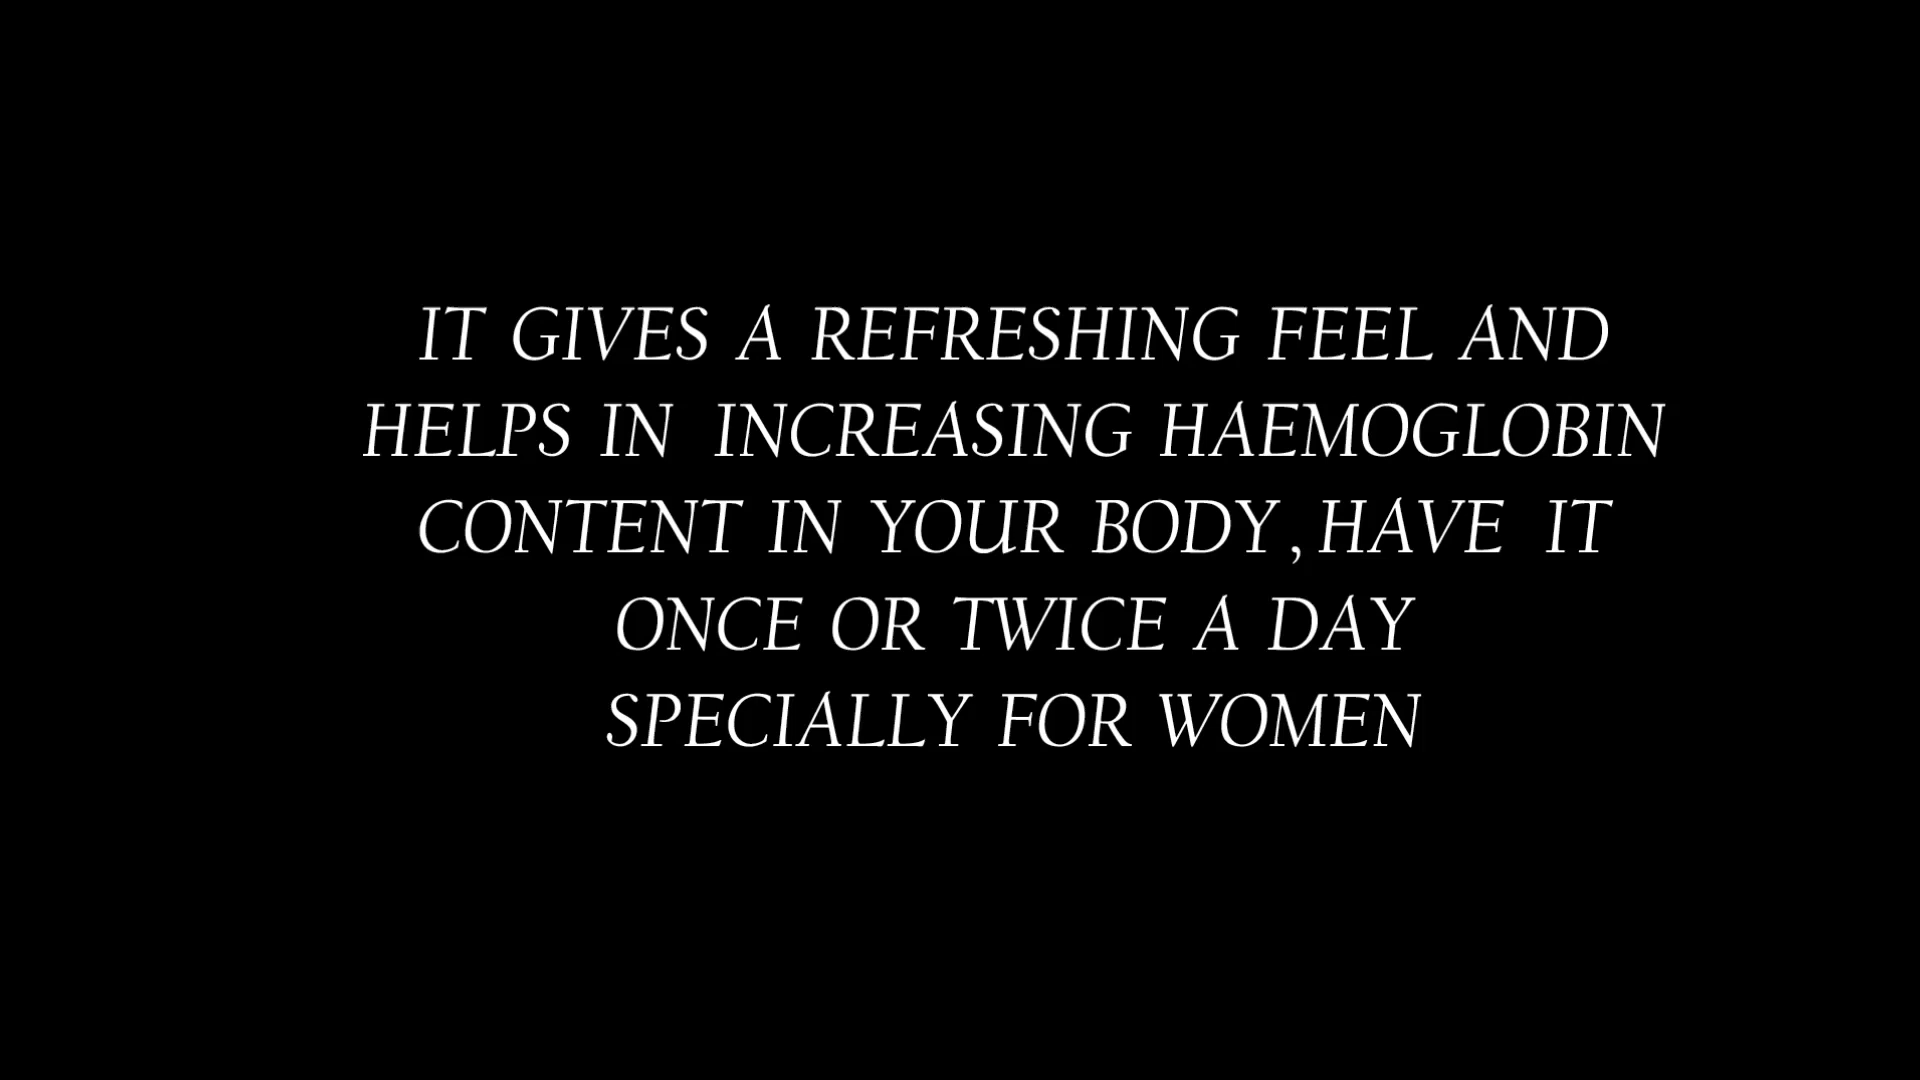 IT GIVES A REFRESHING FEEL AND
HELPS IN  INCREASING HAEMOGLOBIN
CONTENT IN YOUR BODY,HAVE  IT
ONCE OR TWICE A DAY
SPECIALLY FOR WOMEN